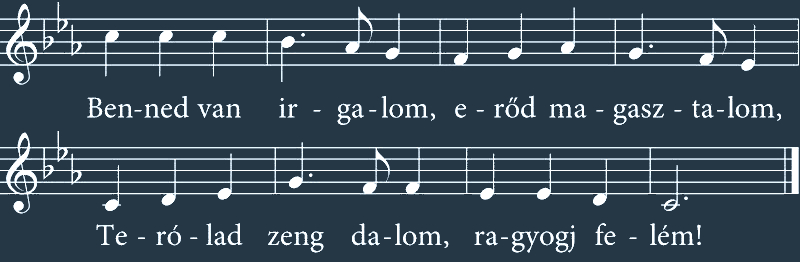 Ben-ned van ir - ga-lom, e - rőd ma - gasz - ta-lom,
Te - ró - lad zeng da-lom, ra-gyogj fe - lém!